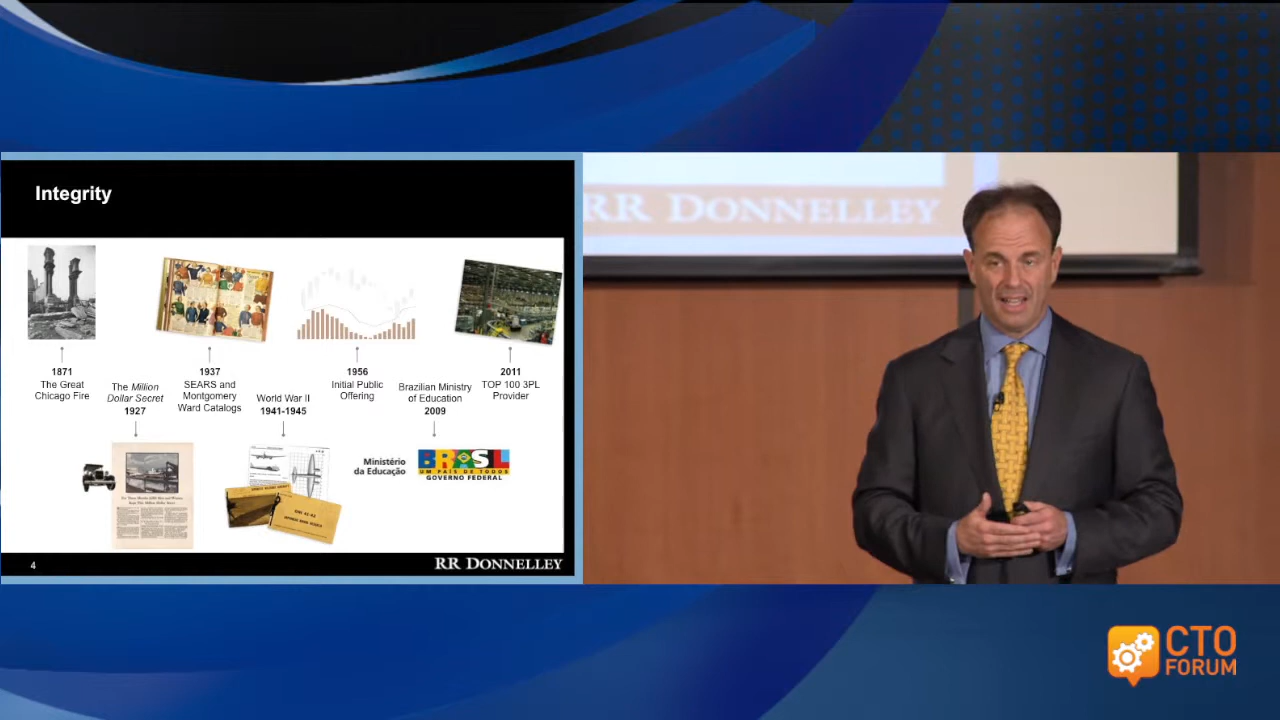 Integrity
1871
The Great
Chicago Fire
The Million
Dollar Secret
1927
1937
SEARS and
Montgomery
Ward Catalogs
World War II
1941-1945
1956
Initial Public
Offering
Brazilian Ministry
of Education
2009
2011
TOP 100 3PL
Provider
Ministério
da Educação
BRASIL
UM PAÍS DE TODOS
GOVERNO FEDERAL
4
RR DONNELLEY
RR DONNELLEY
CTO
FORUM